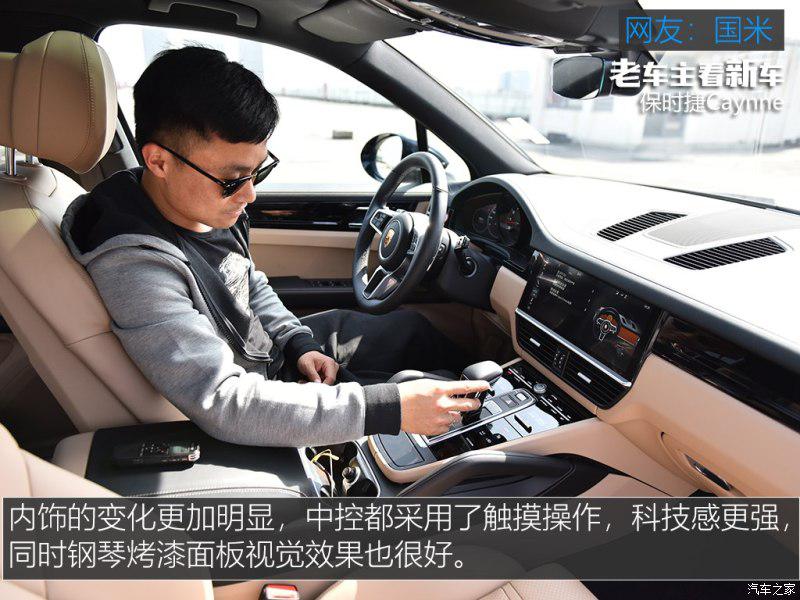 网友：国米
老车主看新车
保时捷Caynne
内饰的变化更加明显，中控都采用了触摸操作，科技感更强，
同时钢琴烤漆面板视觉效果也很好。
汽车之家